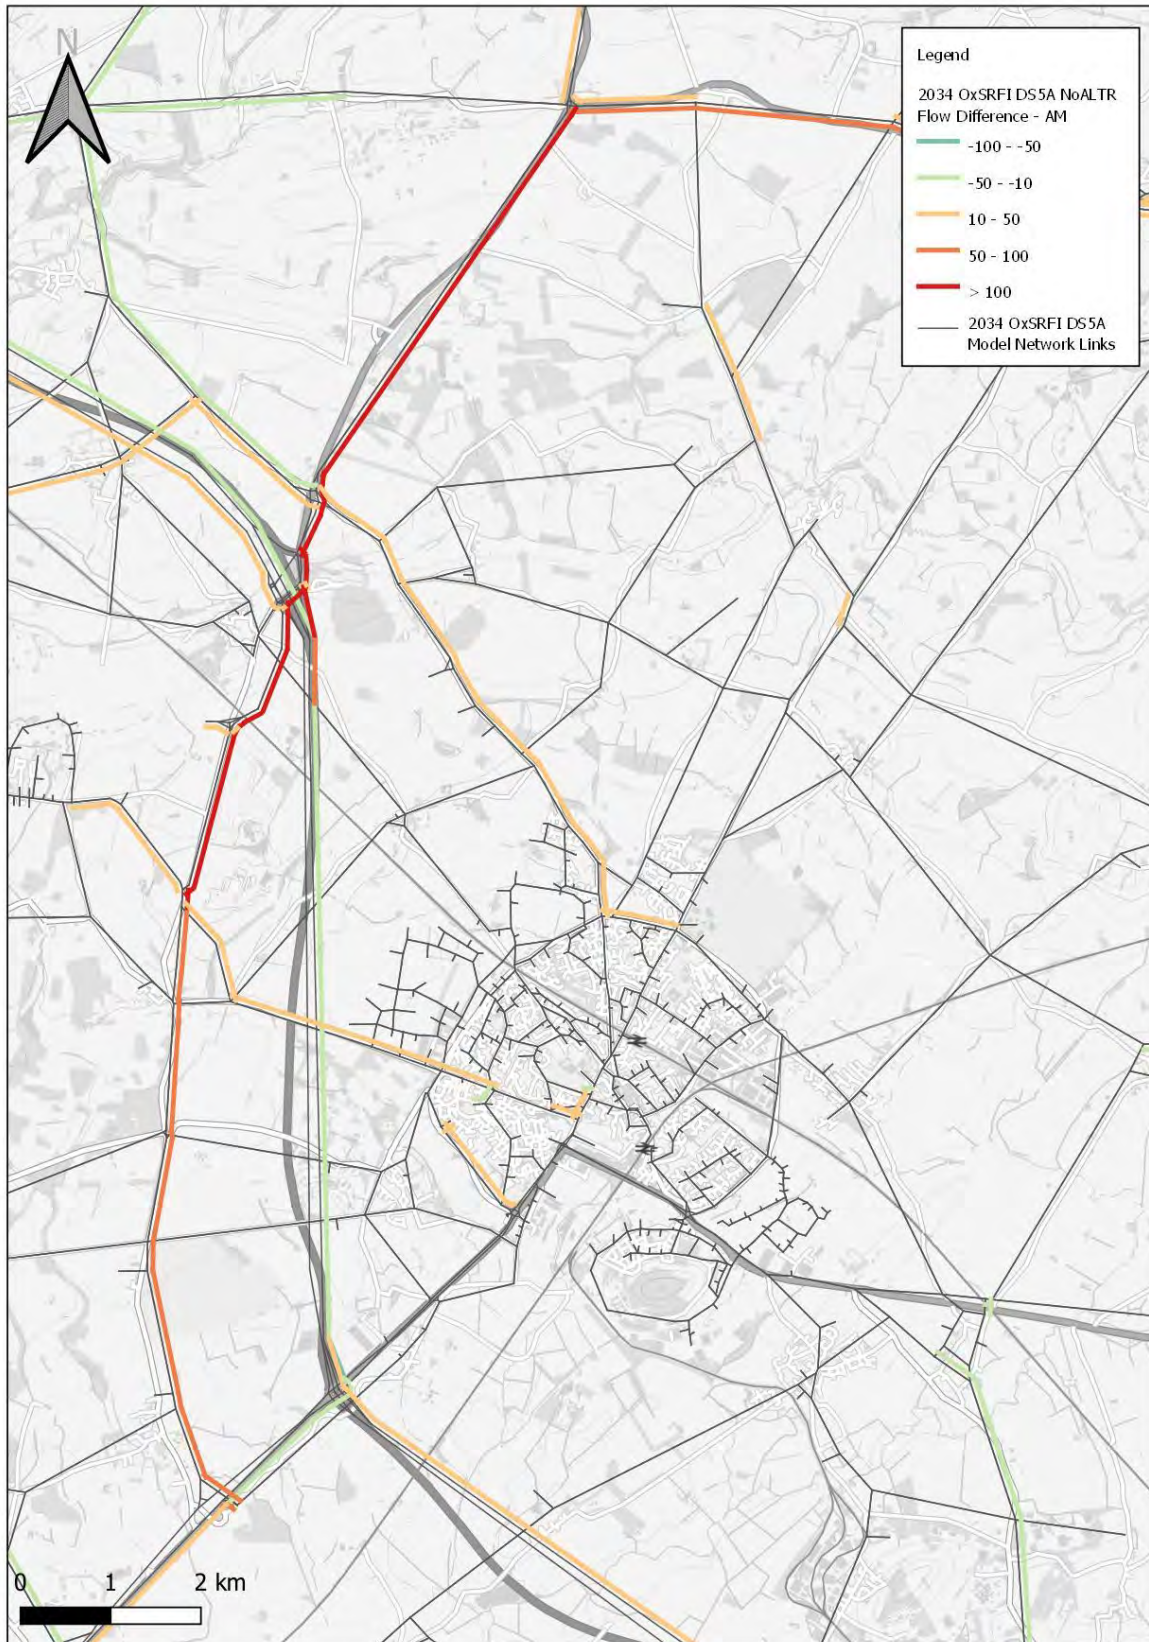 N
Legend
2034 OxSRFI DS5A NoALTR
Flow Difference - AM
-100 - -50
-50 - -10
10 - 50
50 - 100
> 100
2034 OxSRFI DS5A
Model Network Links
0 1 2 km